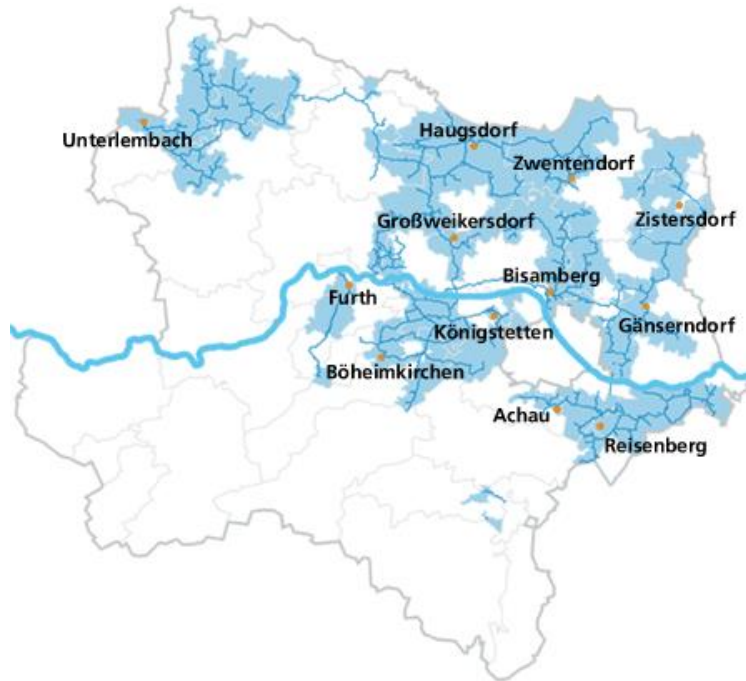 Unterlembach
Haugsdorf
Zwentendorf
Großweikersdorf
Zistersdorf
Bisamberg
Furth
Königstetten
Gänserndorf
Böheimkirchen
Achau
Reisenberg